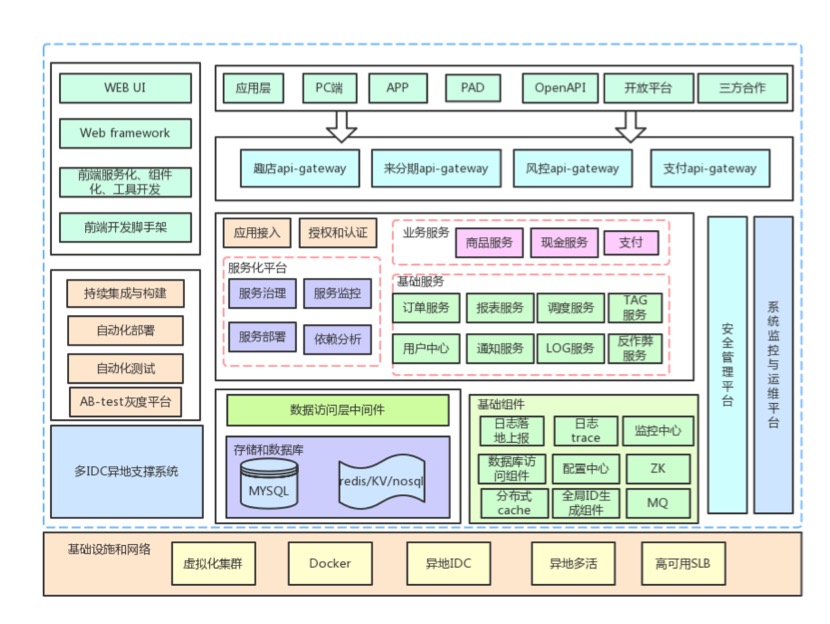 WEB UI
Web framework
前端服务化、组件
化、工具开发
前端开发脚手架
应用层
PC端
APP
PAD
OpenAPI
开放平台
三方合作
趣店api-gateway
来分期api-gateway
风控api-gateway
支付api-gateway
持续集成与构建
自动化部署
自动化测试
AB-test灰度平台
多IDC异地支撑系统
应用接入
授权和认证
服务化平台
服务治理
服务监控
服务部署
依赖分析
业务服务
商品服务
现金服务
支付
基础服务
订单服务
报表服务
调度服务
TAG
服务
用户中心
通知服务
LOG服务
反作弊
服务
数据访问层中间件
存储和数据库
MYSQL
redis/KV/nosql
基础组件
日志落
地上报
日志
trace
监控中心
数据库访
问组件
配置中心
ZK
分布式
cache
全局ID生
成组件
MQ
安全管理平台
系统监控与运维平台
基础设施和网络
虚拟化集群
Docker
异地IDC
异地多活
高可用SLB